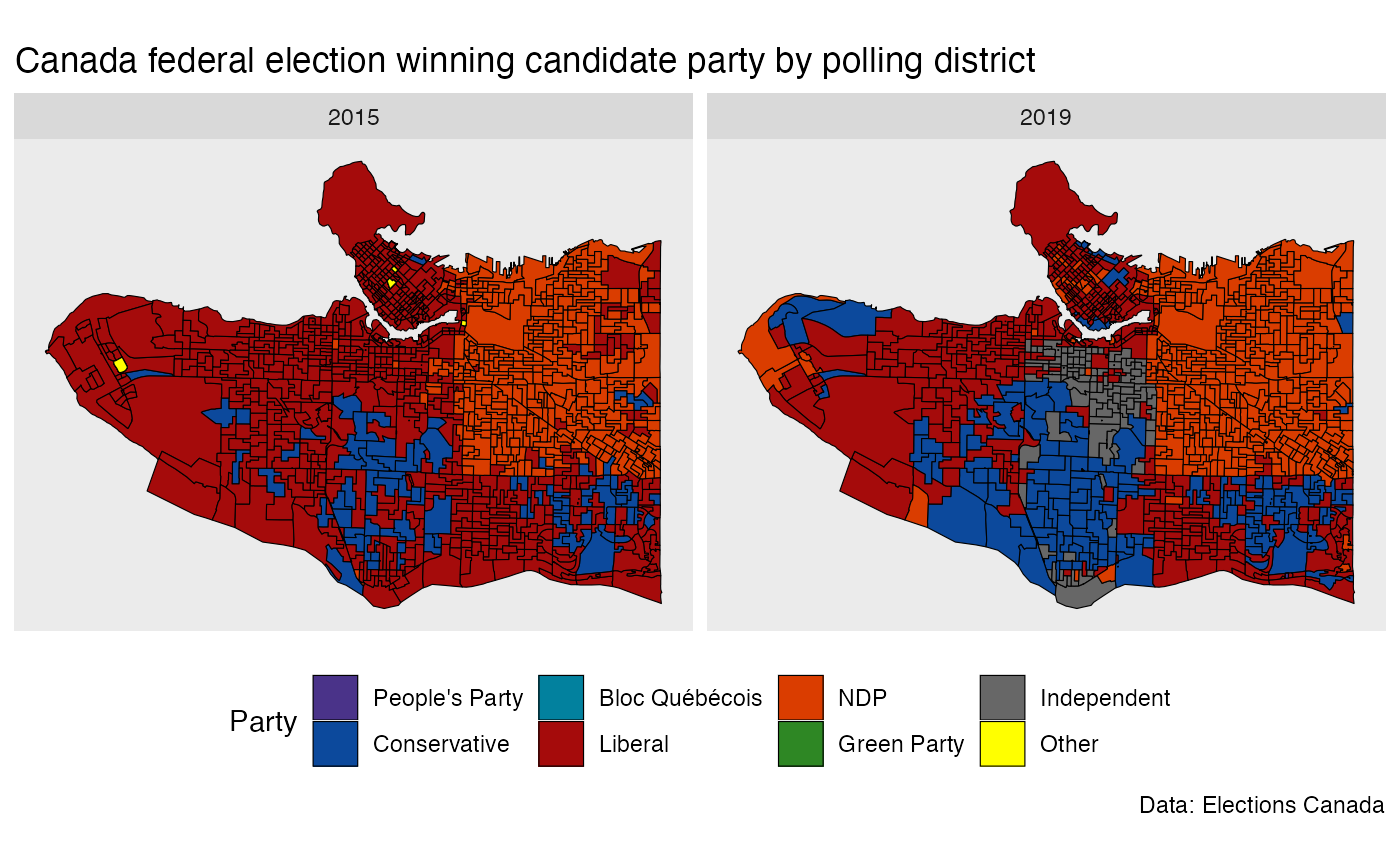 Canada federal election winning candidate party by polling district
2015
2019
Party
People's Party
Bloc Québécois
NDP
Independent
Conservative
Liberal
Green Party
Other
Data: Elections Canada